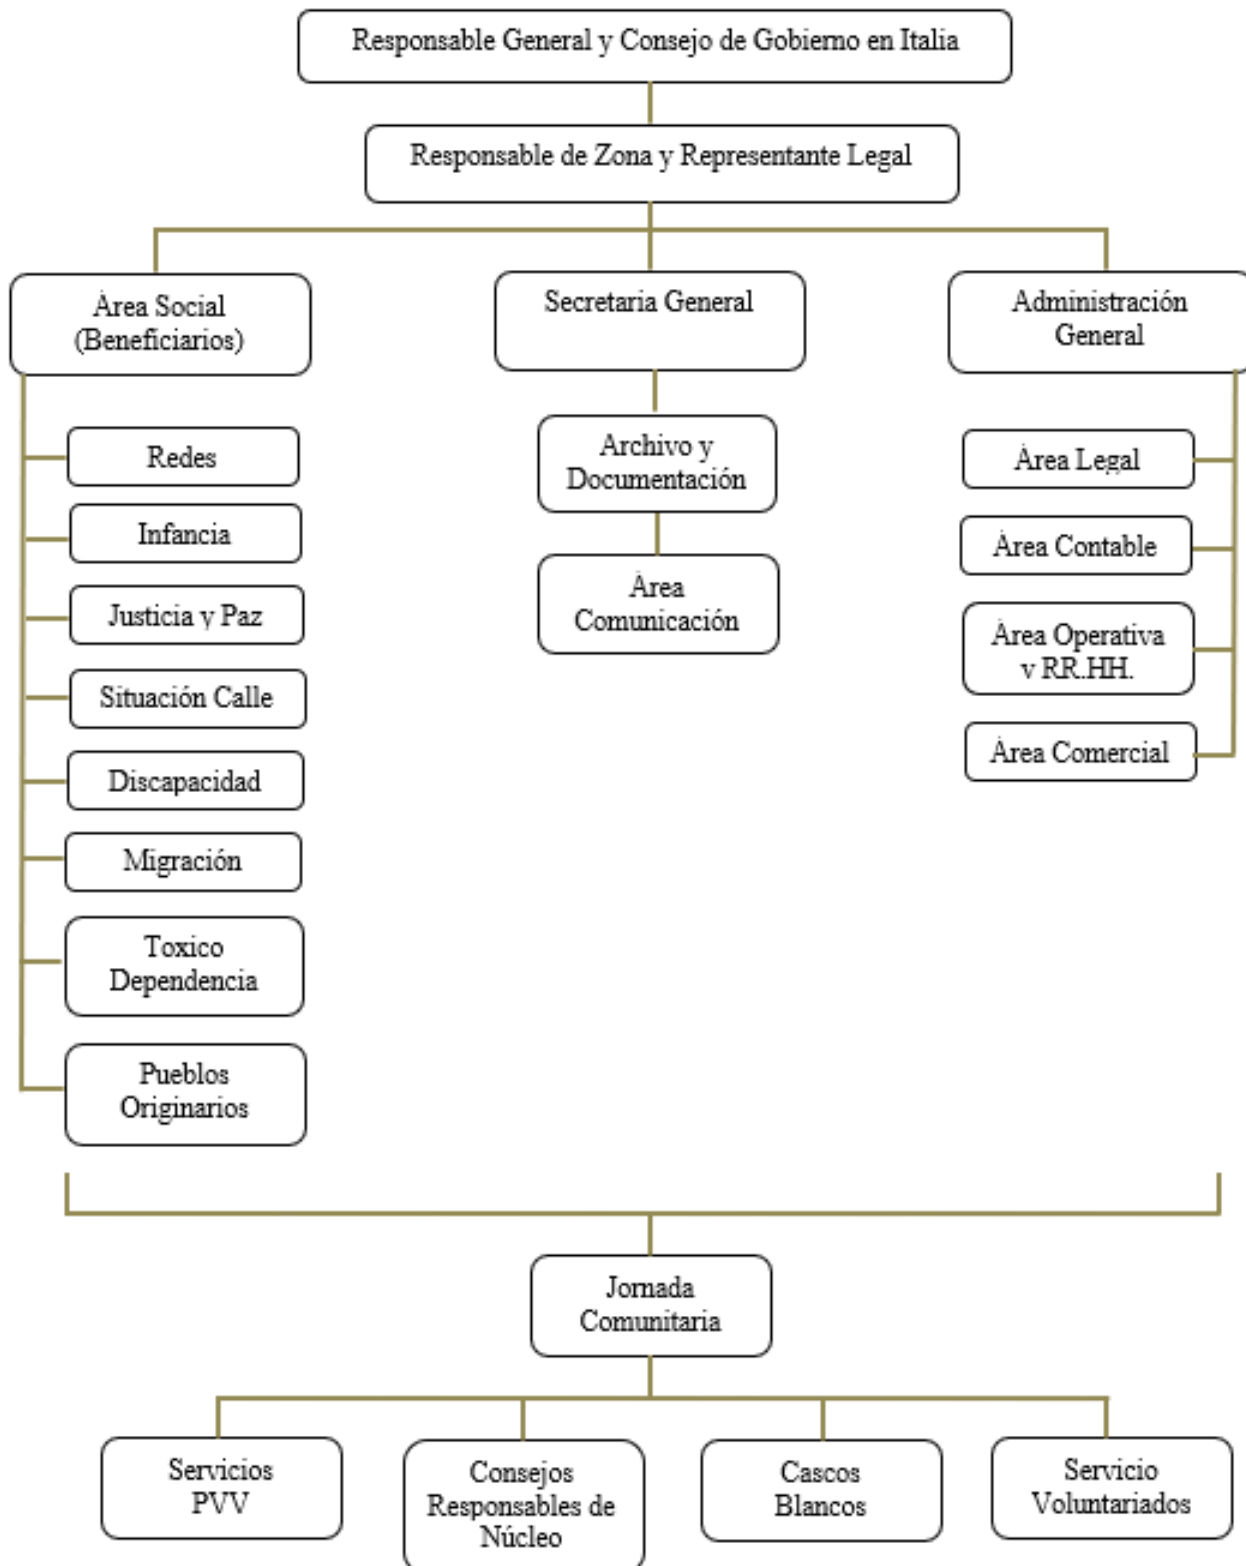 Responsable General y Consejo de Gobierno en Italia
Responsable de Zona y Representante Legal
Área Social
(Beneficiarios)
Secretaria General
Administración
General
Redes
Infancia
Justicia y Paz
Situación Calle
Discapacidad
Migración
Toxico
Dependencia
Pueblos
Originarios
Archivo y
Documentación
Área
Comunicación
Área Legal
Área Contable
Área Operativa
y RR.HH.
Área Comercial
Jornada
Comunitaria
Servicios
PVV
Consejos
Responsables de
Núcleo
Cascos
Blancos
Servicio
Voluntariados